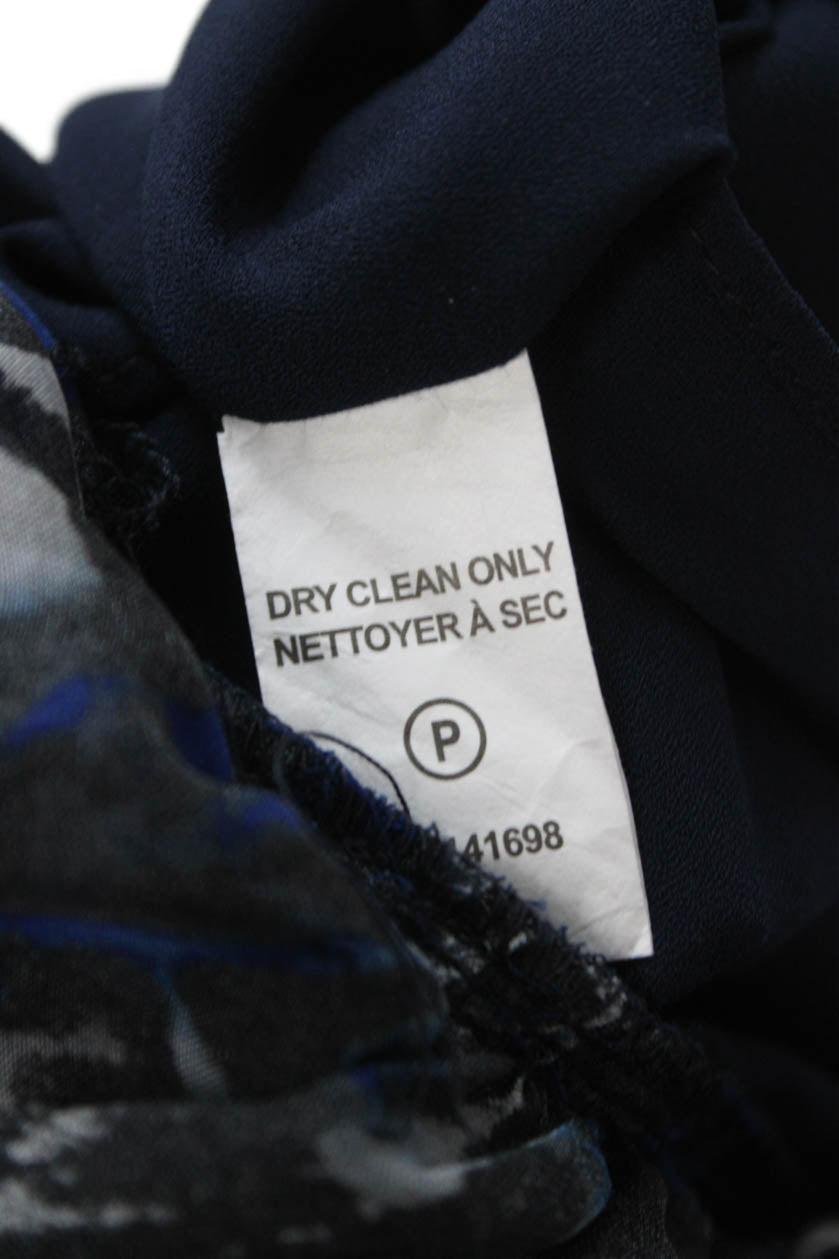 DRY CLEAN ONLY
NETTOYER À SEC
P
41698